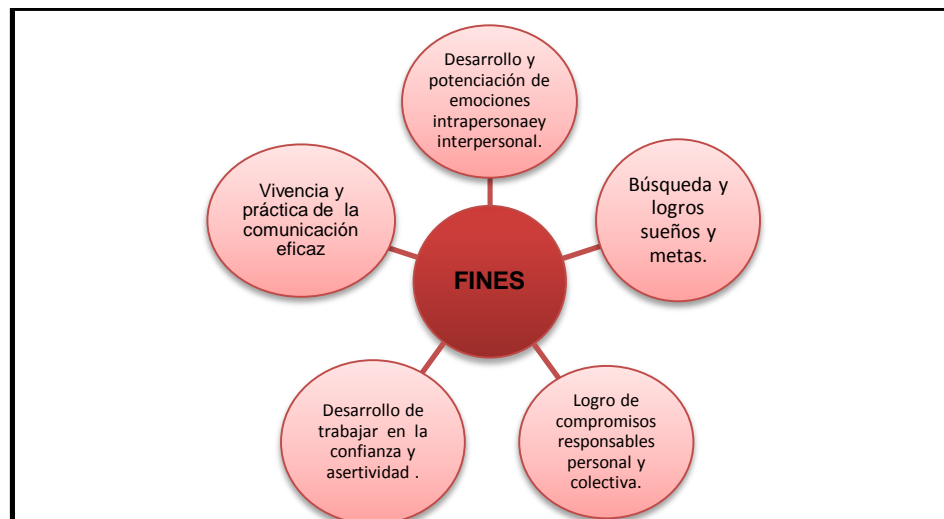 Desarrollo y
potenciación de
emociones
intrapersonaey
interpersonal.
Búsqueda y
logros
sueños y
metas.
Vivencia y
práctica de la
comunicación
eficaz
FINES
Desarrollo de
trabajar en la
confianza y
asertividad .
Logro de
compromisos
responsables
personal y
colectiva.